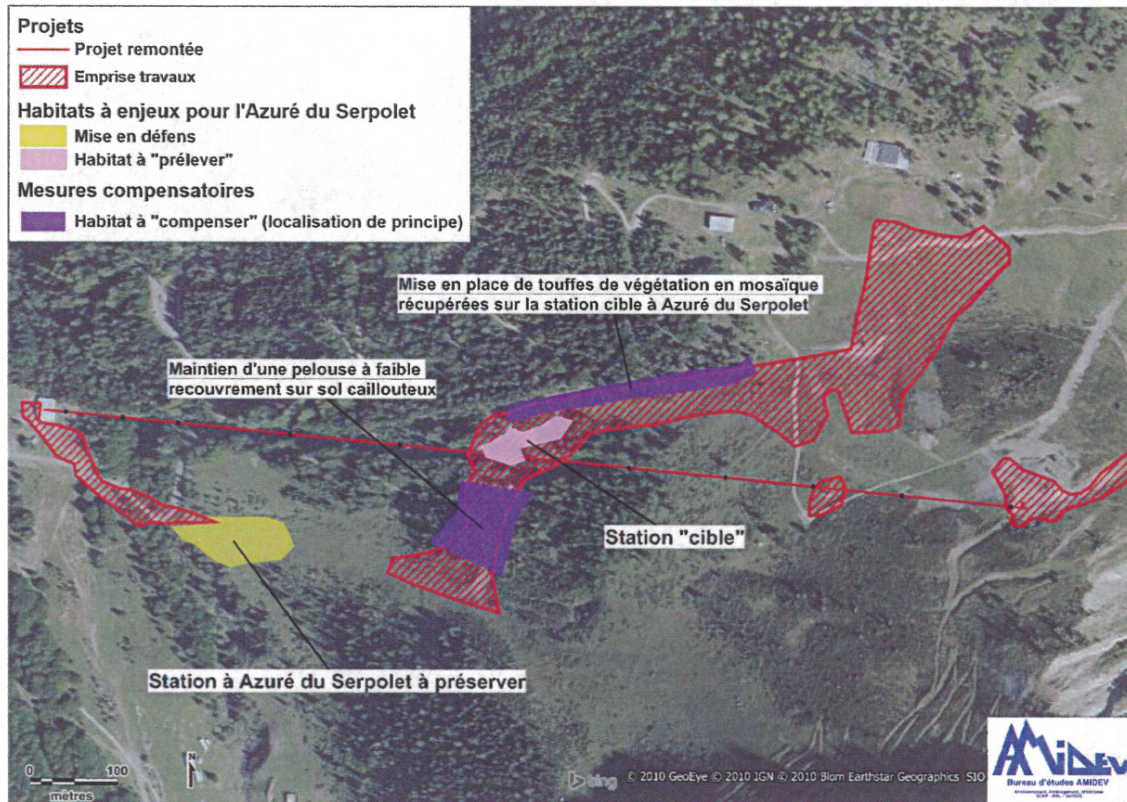 Projets
Projet remontée
Emprise travaux
Habitats à enjeux pour l'Azuré du Serpolet
Mise en défens
Habitat à "prélever"
Mesures compensatoires
Habitat à "compenser" (localisation de principe)
Mise en place de touffes de végétation en mosaïque
récupérées sur la station cible à Azuré du Serpolet
Maintien d'une pelouse à faible
recouvrement sur sol caillouteux
Station "cible"
Station à Azuré du Serpolet à préserver
0 100
mètres
N
bing
© 2010 GeoEye © 2010 IGN © 2010 Blom Earthstar Geographics SIO
AMIDEV
Bureau d'études AMIDEV